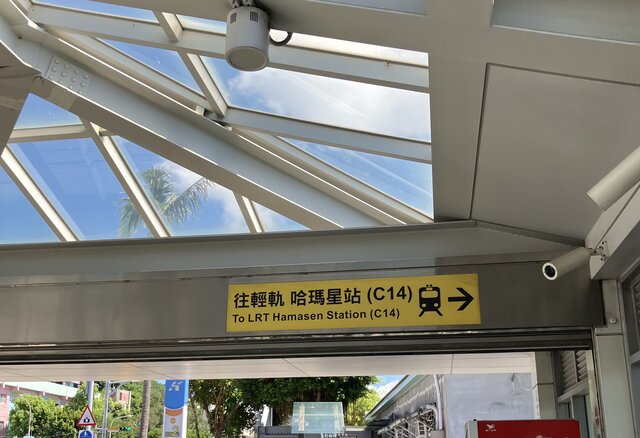 往輕軌 哈瑪星站 (C14)
To LRT Hamasen Station (C14)